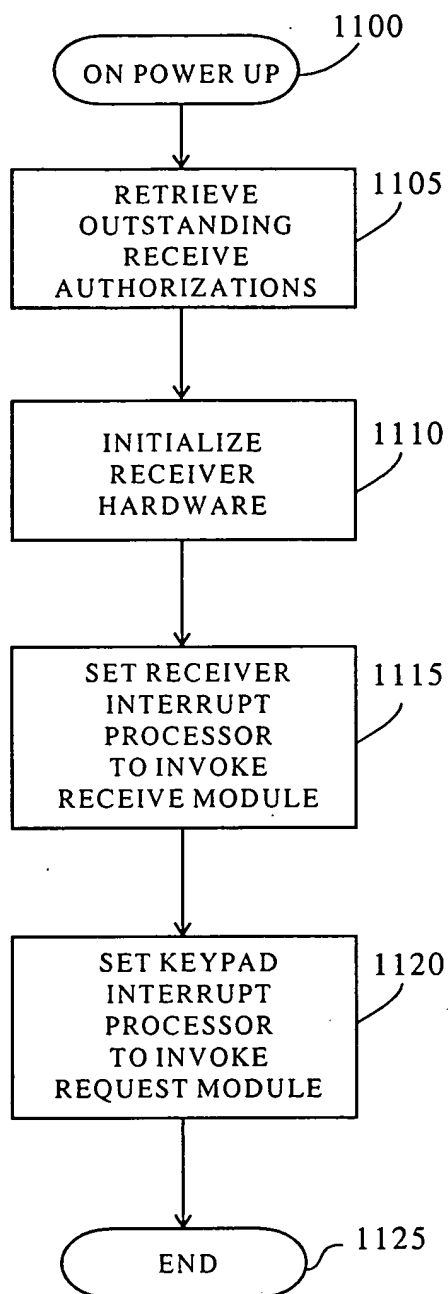 1100
ON POWER UP
1105
RETRIEVE
OUTSTANDING
RECEIVE
AUTHORIZATIONS
1110
INITIALIZE
RECEIVER
HARDWARE
1115
SET RECEIVER
INTERRUPT
PROCESSOR
TO INVOKE
RECEIVE MODULE
1120
SET KEYPAD
INTERRUPT
PROCESSOR
TO INVOKE
REQUEST MODULE
1125
END